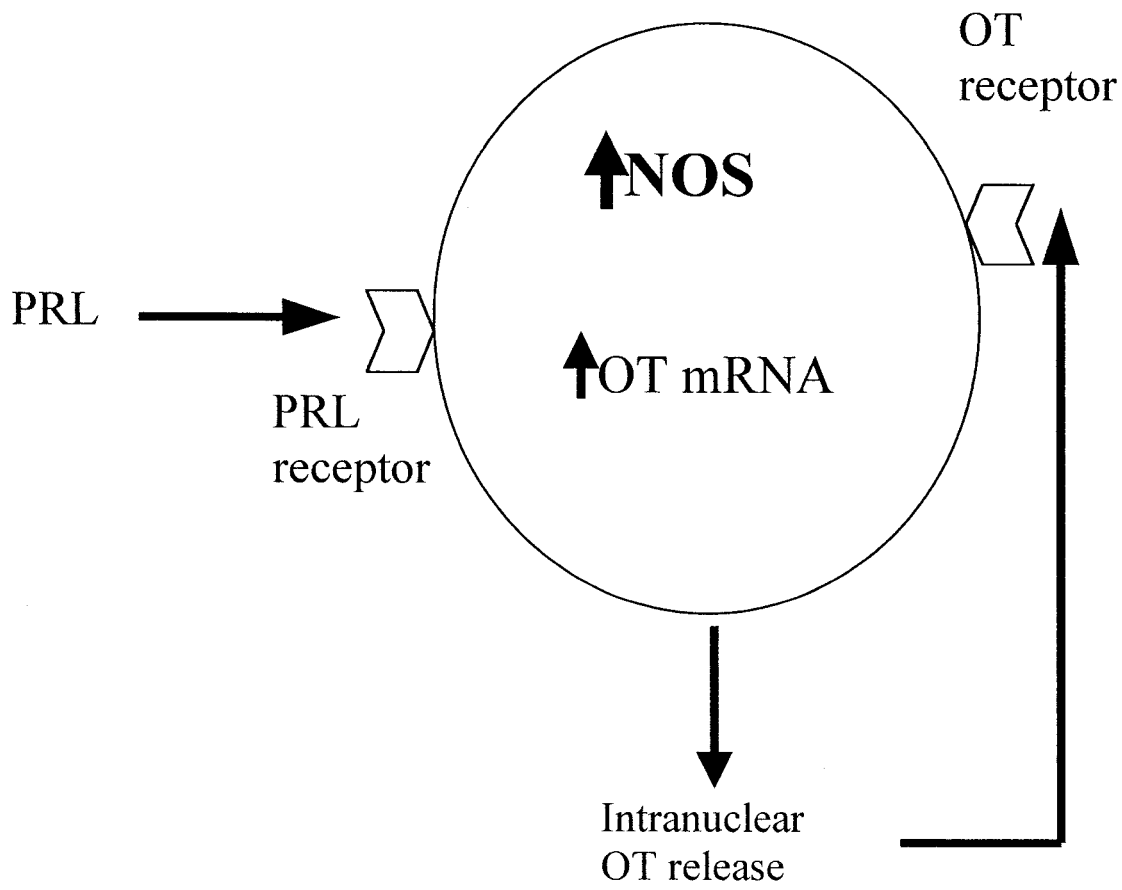 OT
receptor
NOS
PRL
OT mRNA
PRL
receptor
Intranuclear
OT release